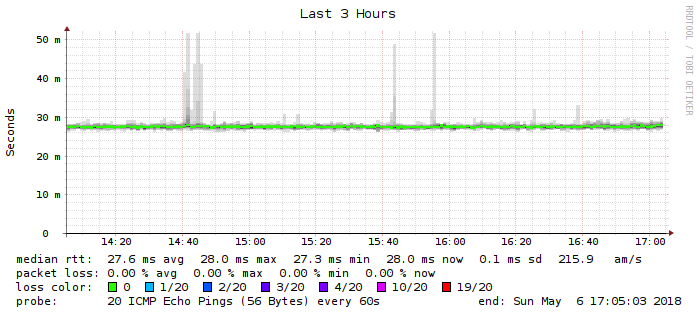 Last 3 Hours
RRDTOOL / TOBI OETIKER
Seconds
50 m
40 m
30 m
20 m
10 m
0
14:20 14:40 15:00 15:20 15:40 16:00 16:20 16:40 17:00
median rtt: 27.6 ms avg 28.0 ms max 27.3 ms min 28.0 ms now 0.1 ms sd 215.9 am/s
packet loss: 0.00 % avg 0.00 % max 0.00 % min 0.00 % now
loss color: 0 1/20 2/20 3/20 4/20 10/20 19/20
probe: 20 ICMP Echo Pings (56 Bytes) every 60s end: Sun May 6 17:05:03 2018